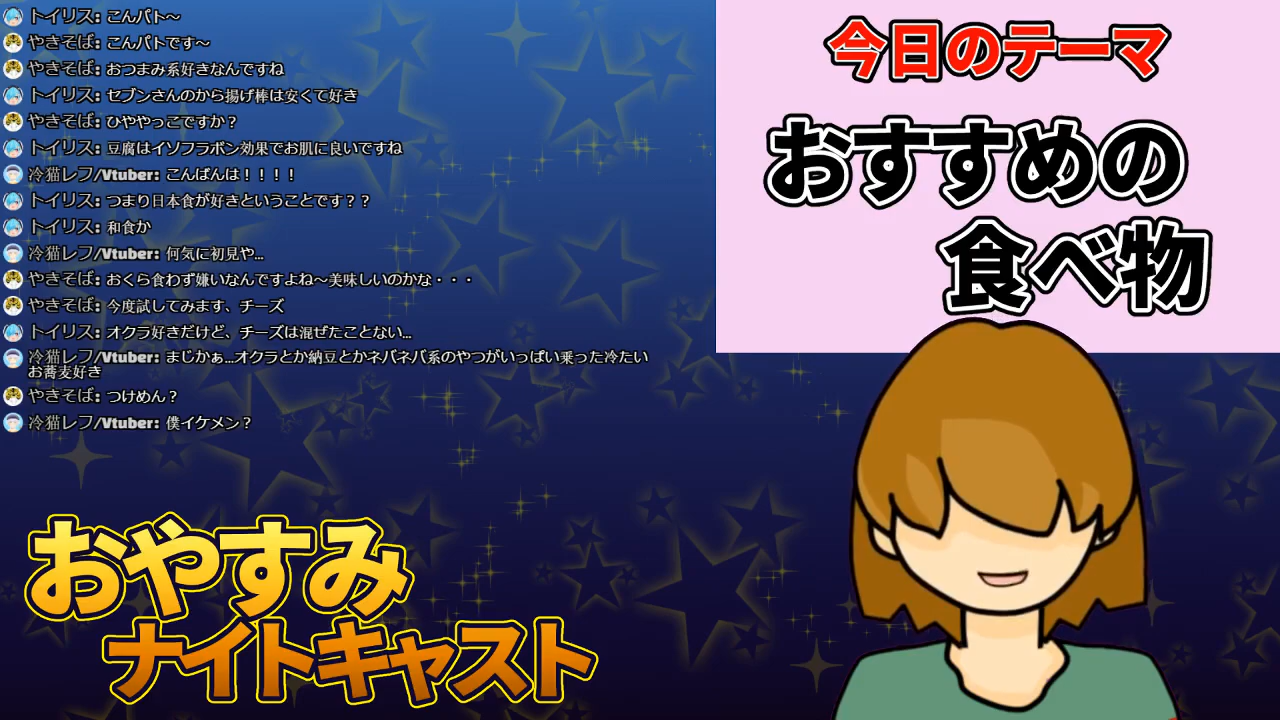 トイリス: こんパト～
やきそば: こんパトです～
やきそば: おつまみ系好きなんですね
トイリス: セブンさんのから揚げ棒は安くて好き
やきそば: ひややっこですか？
トイリス: 豆腐はイソフラボン効果でお肌に良いですね
冷猫レフ/Vtuber: こんばんは！！！！
トイリス: つまり日本食が好きということです？？
トイリス: 和食か
冷猫レフ/Vtuber: 何気に初見や...
やきそば: おくら食わず嫌いなんですよね～美味しいのかな・・・
やきそば: 今度試してみます、チーズ
トイリス: オクラ好きだけど、チーズは混ぜたことない...
冷猫レフ/Vtuber: まじかぁ...オクラとか納豆とかネバネバ系のやつがいっぱい乗った冷たい
お蕎麦好き
やきそば: つけめん？
冷猫レフ/Vtuber: 僕イケメン？
今日のテーマ
おすすめの
食べ物
おやすみ
ナイトキャスト